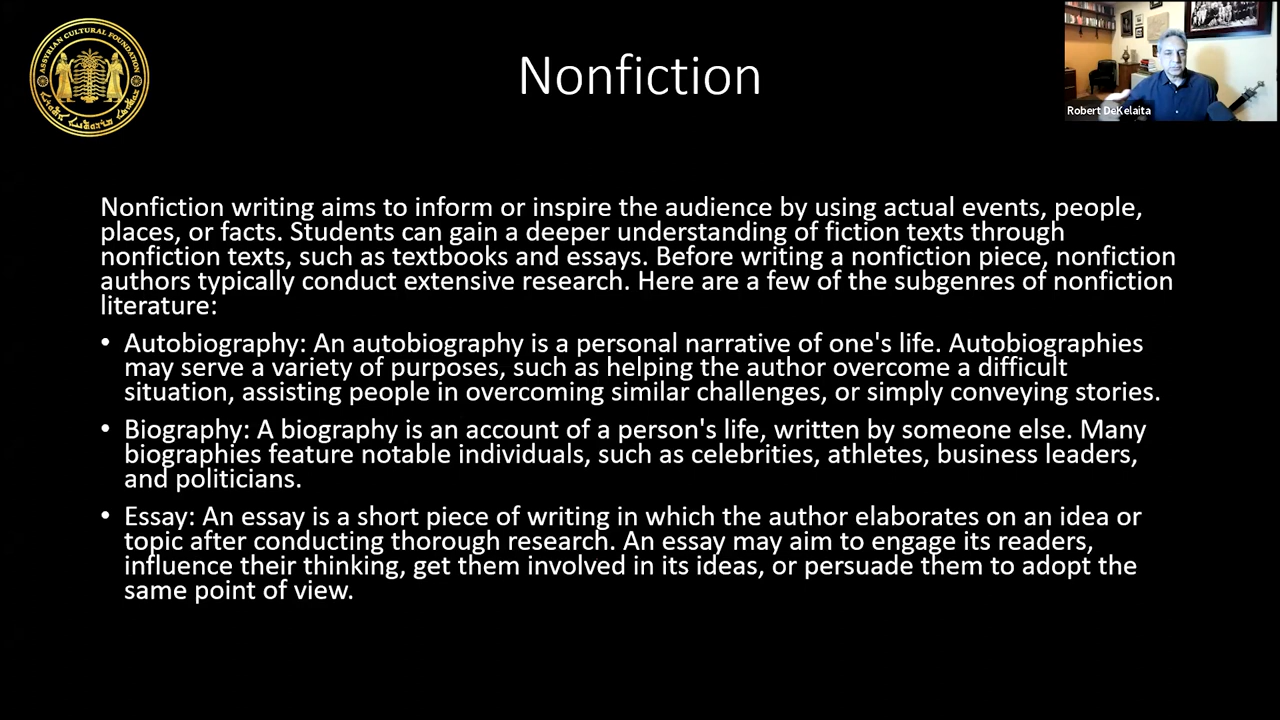 ASSYRIAN CULTURAL FOUNDATION
Nonfiction
Robert DeKelaita
Nonfiction writing aims to inform or inspire the audience by using actual events, people,
places, or facts. Students can gain a deeper understanding of fiction texts through
nonfiction texts, such as textbooks and essays. Before writing a nonfiction piece, nonfiction
authors typically conduct extensive research. Here are a few of the subgenres of nonfiction
literature:
• Autobiography: An autobiography is a personal narrative of one's life. Autobiographies
may serve a variety of purposes, such as helping the author overcome a difficult
situation, assisting people in overcoming similar challenges, or simply conveying stories.
• Biography: A biography is an account of a person's life, written by someone else. Many
biographies feature notable individuals, such as celebrities, athletes, business leaders,
and politicians.
• Essay: An essay is a short piece of writing in which the author elaborates on an idea or
topic after conducting thorough research. An essay may aim to engage its readers,
influence their thinking, get them involved in its ideas, or persuade them to adopt the
same point of view.